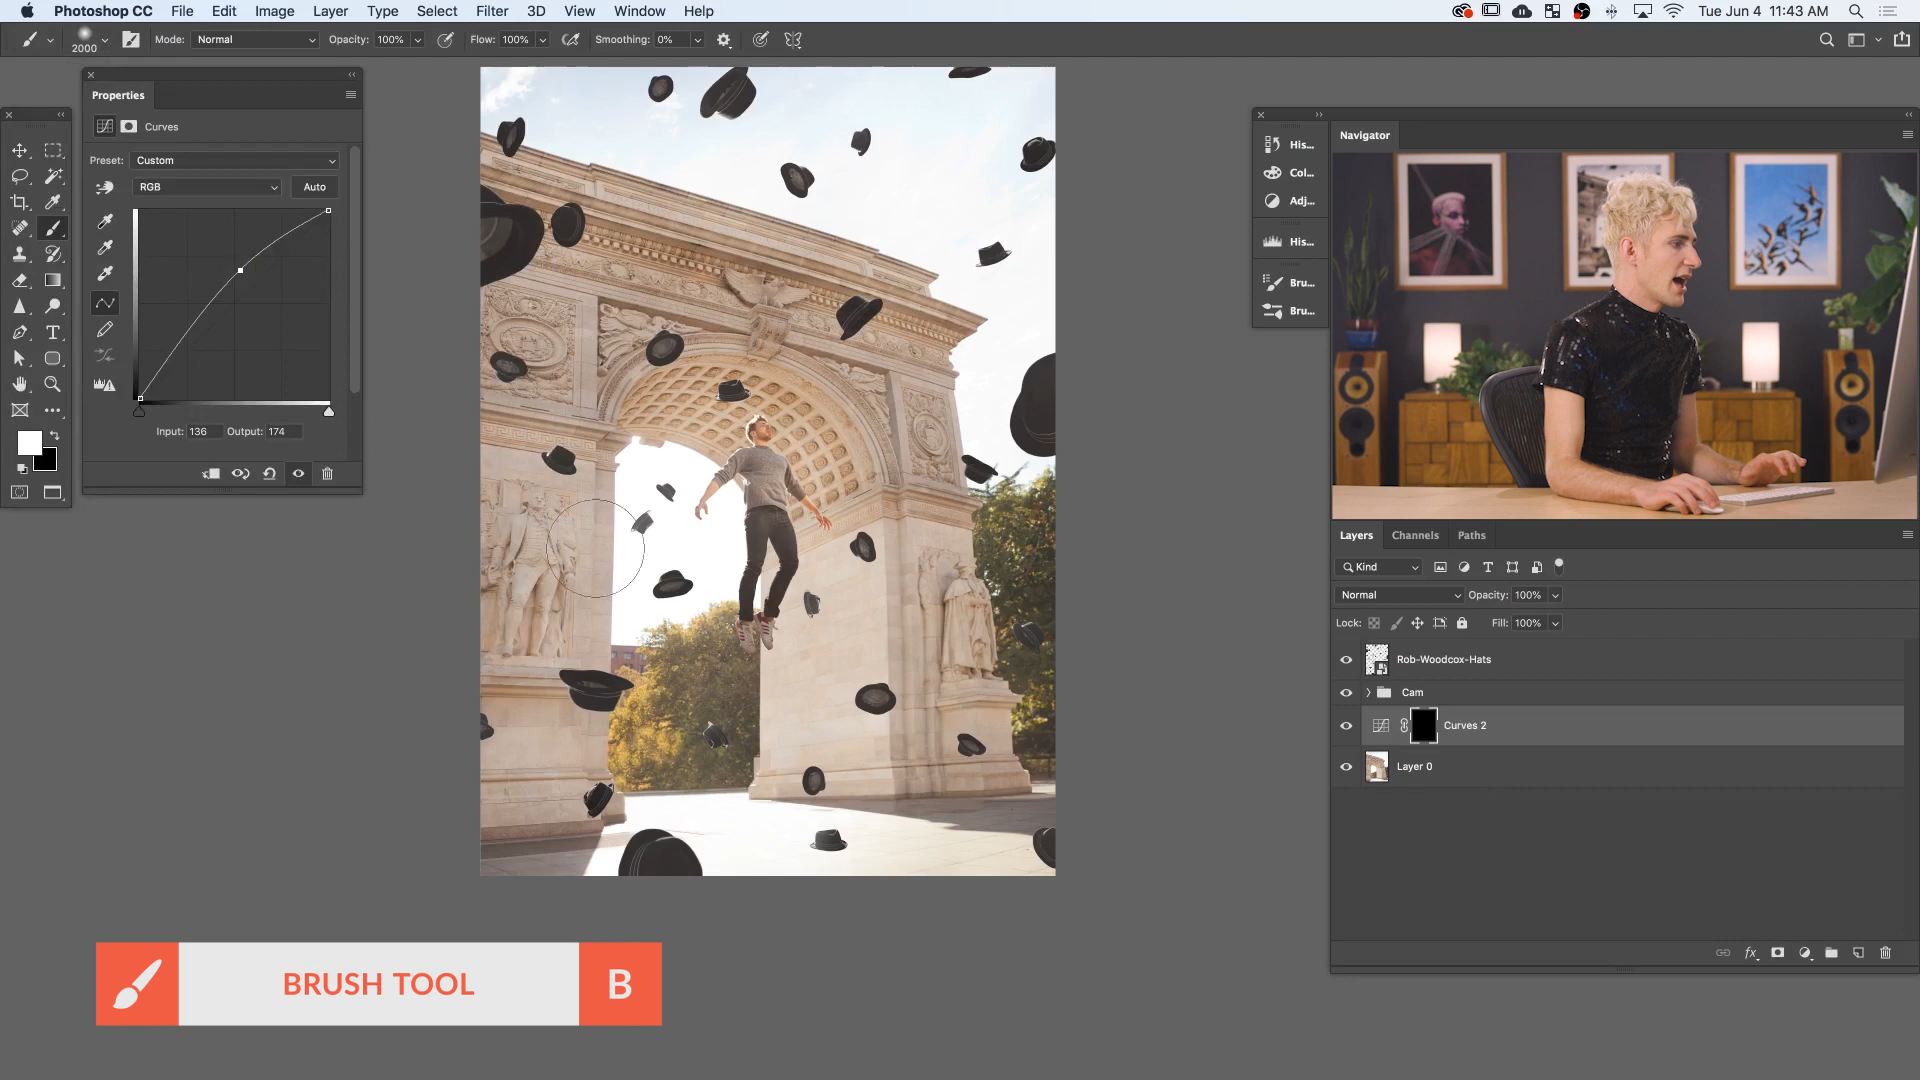 Photoshop CC File Edit Image Layer Type Select Filter 3D View Window Help Tue Jun 4 11:43 AM
2000 Mode: Normal Opacity: 100% Flow: 100% Smoothing: 0%
Properties
Curves
Preset: Custom
RGB Auto
Input: 136 Output: 174
His...
Col...
Adj...
His...
Bru...
Bru...
Navigator
Layers Channels Paths
Kind
Normal Opacity: 100%
Lock: Fill: 100%
Rob-Woodcox-Hats
Cam
Curves 2
Layer 0
BRUSH TOOL B